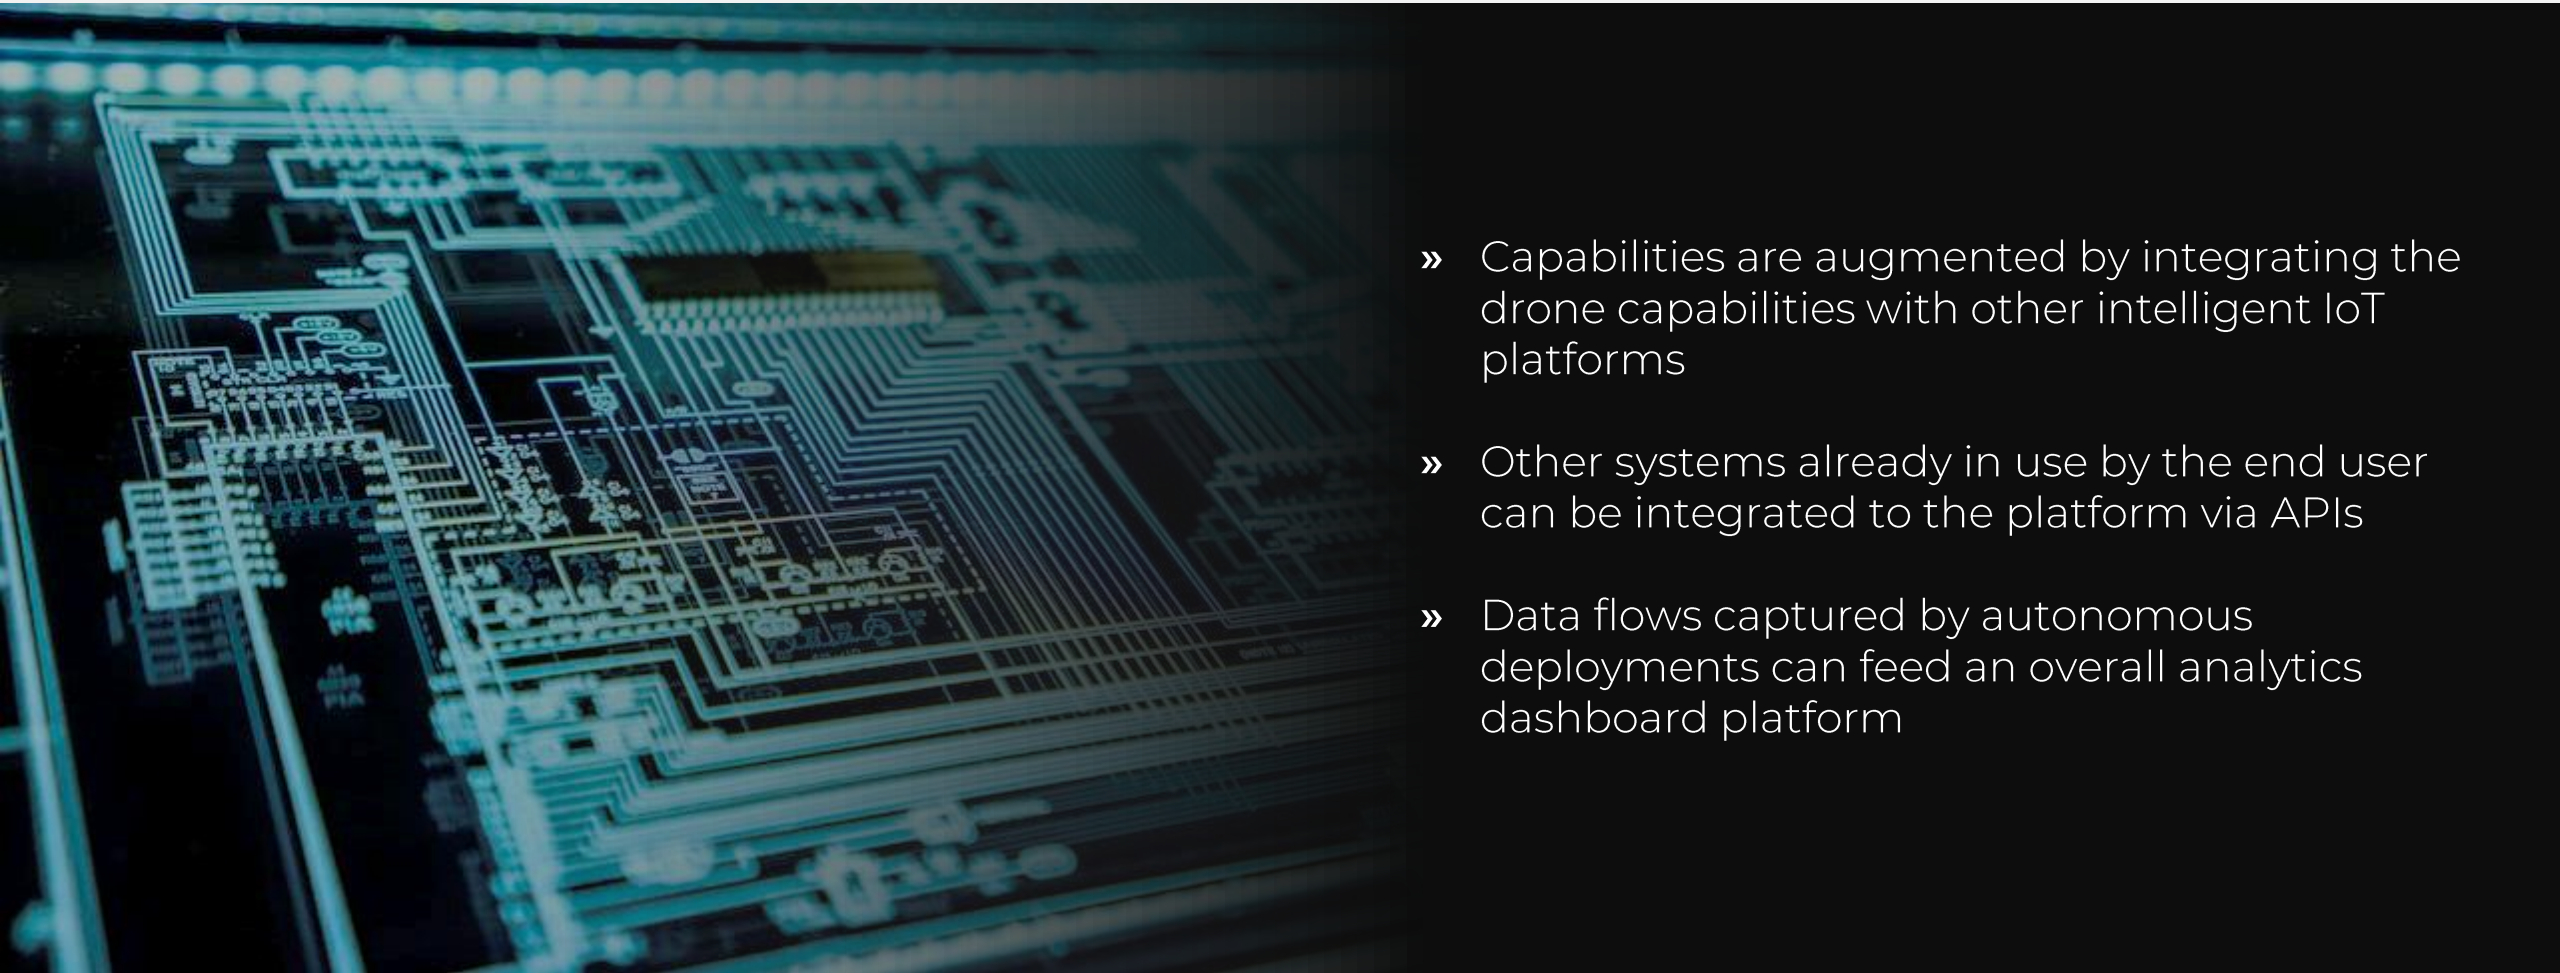 » Capabilities are augmented by integrating the
drone capabilities with other intelligent IoT
platforms
» Other systems already in use by the end user
can be integrated to the platform via APIs
» Data flows captured by autonomous
deployments can feed an overall analytics
dashboard platform